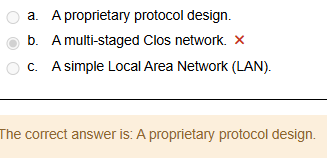 a. A proprietary protocol design.
b. A multi-staged Clos network. ✗
c. A simple Local Area Network (LAN).
The correct answer is: A proprietary protocol design.